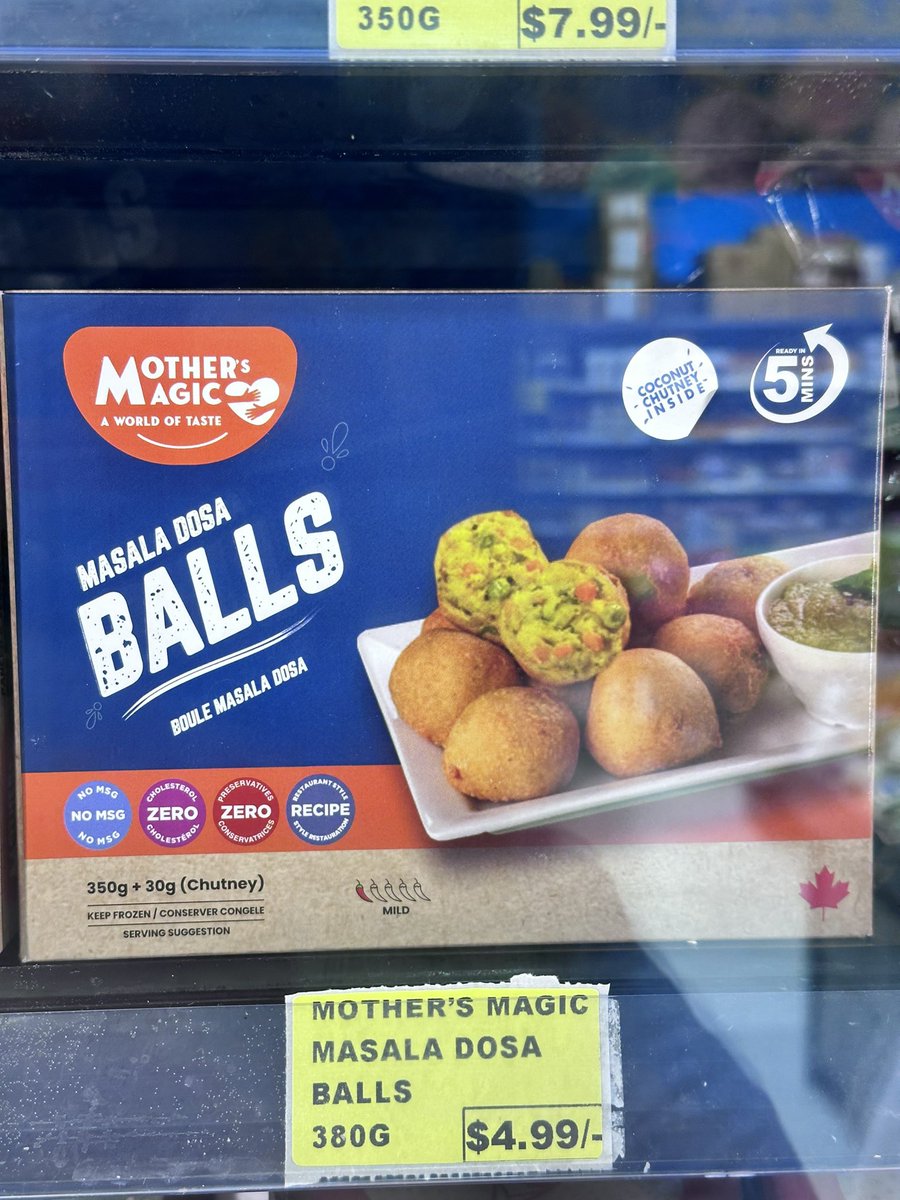 350G
$7.99/-
MOTHER'S
MAGIC
A WORLD OF TASTE
COCONUT
CHUTNEY
INSIDE
READY IN
5 MINS
MASALA DOSA
BALLS
BOULE MASALA DOSA
NO MSG
NO MSG
NO MSG
CHOLESTEROL
ZERO
CHOLESTÉROL
PRESERVATIVES
ZERO
CONSERVATRICES
RESTAURANT STYLE
RECIPE
STYLE RESTAURATION
350g + 30g (Chutney)
KEEP FROZEN / CONSERVER CONGELE
SERVING SUGGESTION
MILD
MOTHER'S MAGIC
MASALA DOSA
BALLS
380G
$4.99/-